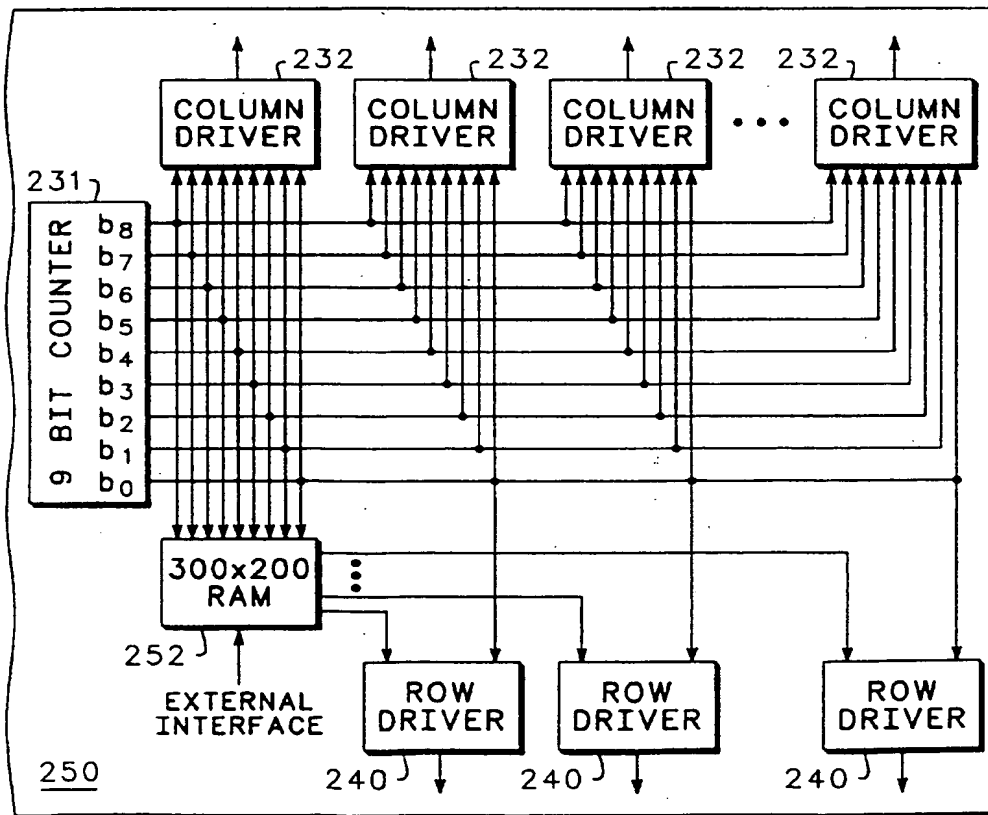 232 232 232 232
COLUMN DRIVER COLUMN DRIVER COLUMN DRIVER • • • COLUMN DRIVER
231
9 BIT COUNTER
b8
b7
b6
b5
b4
b3
b2
b1
b0
300x200
RAM
252
EXTERNAL
INTERFACE
ROW
DRIVER
240
ROW
DRIVER
240
ROW
DRIVER
240
250